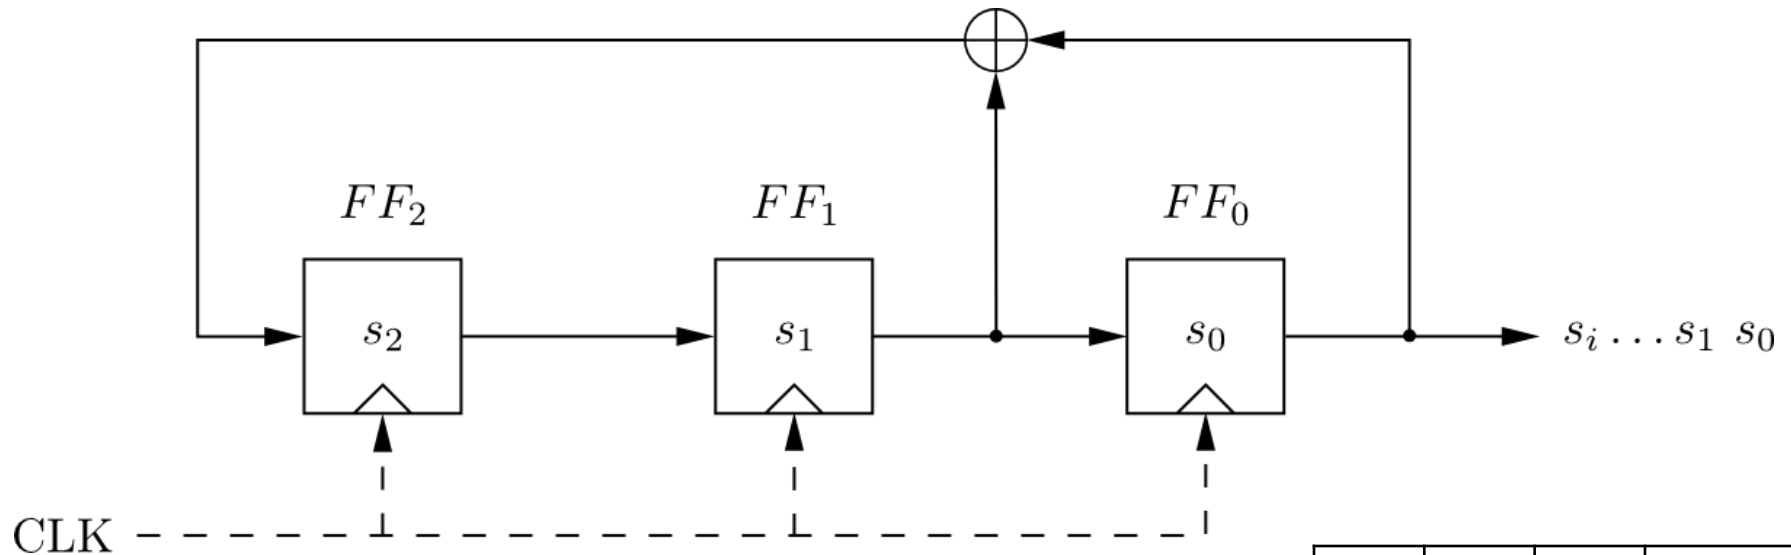 FF₂ FF₁ FF₀
s₂ s₁ s₀ sᵢ ... s₁ s₀
CLK